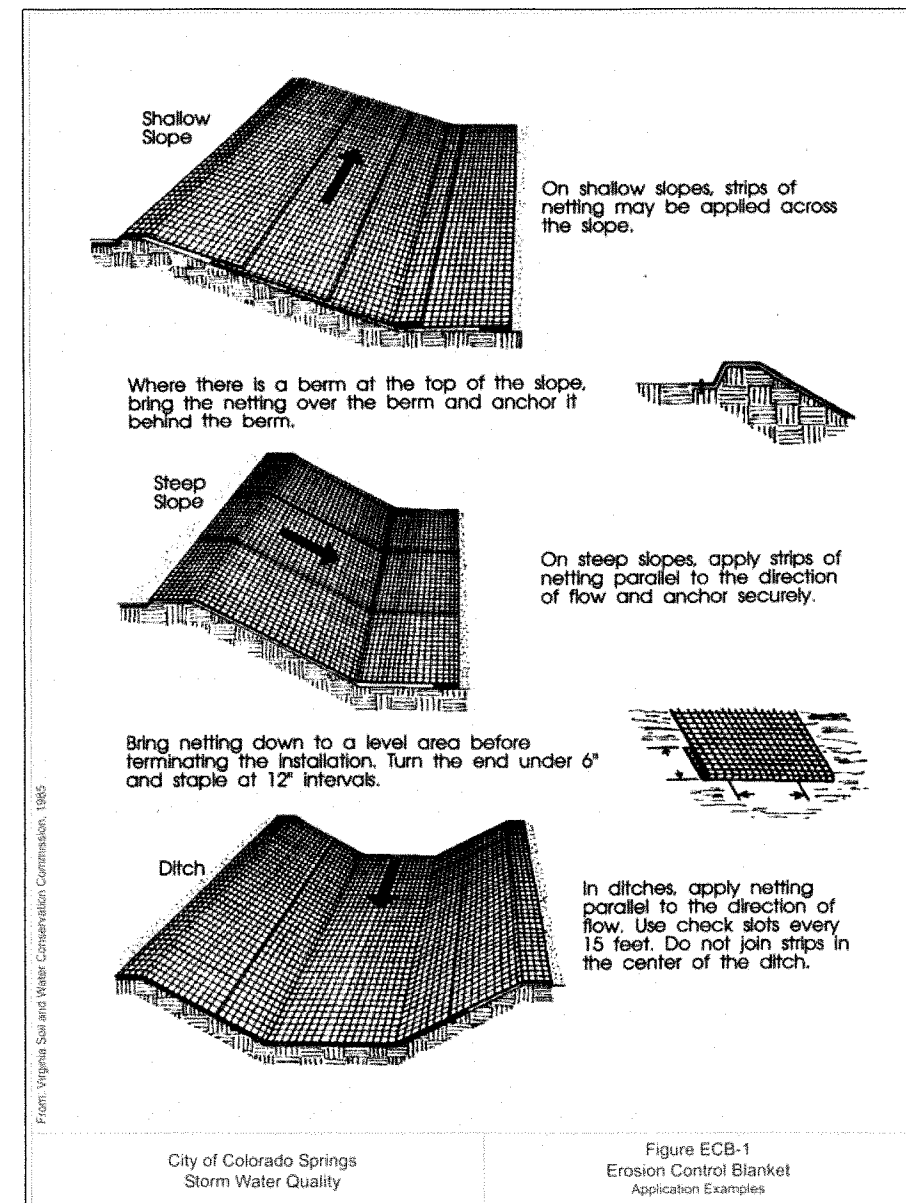 Shallow
Slope
On shallow slopes, strips of
netting may be applied across
the slope.
Where there is a berm at the top of the slope,
bring the netting over the berm and anchor it
behind the berm.
Steep
Slope
On steep slopes, apply strips of
netting parallel to the direction
of flow and anchor securely.
Bring netting down to a level area before
terminating the installation. Turn the end under 6"
and staple at 12" intervals.
Ditch
In ditches, apply netting
parallel to the direction of
flow. Use check slots every
15 feet. Do not join strips in
the center of the ditch.
From: Virginia Soil and Water Conservation Commission, 1985
City of Colorado Springs
Storm Water Quality
Figure ECB-1
Erosion Control Blanket
Application Examples